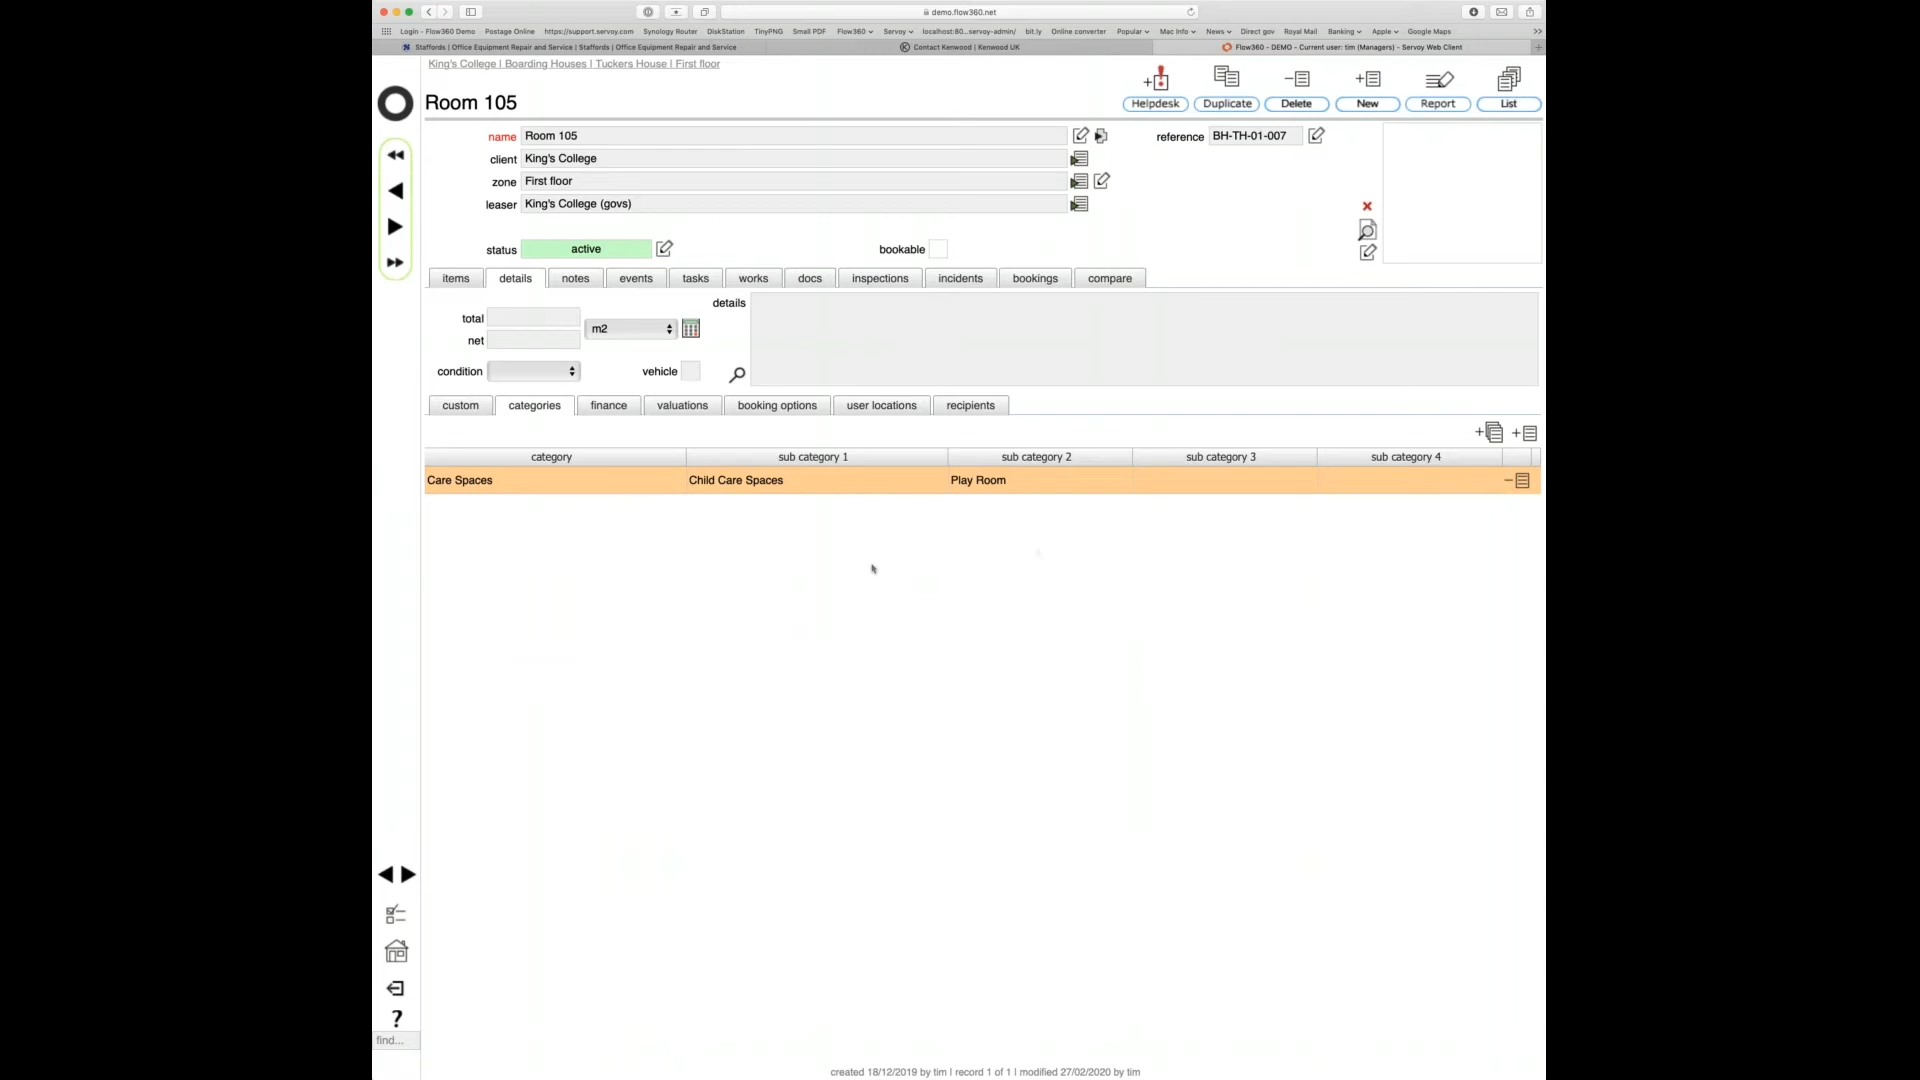 demo.flow360.net
Login - Flow360 Demo Postage Online https://support.servoy.com Synology Router DiskStation TinyPNG Small PDF Flow360 Servoy localhost:80...servoy-admin/ bit.ly Online converter Popular Mac Info News Direct gov Royal Mail Banking Apple Google Maps
Staffords | Office Equipment Repair and Service | Staffords | Office Equipment Repair and Service Contact Kenwood | Kenwood UK Flow360 - DEMO - Current user: tim (Managers) - Servoy Web Client
King's College | Boarding Houses | Tuckers House | First floor
Room 105
Helpdesk Duplicate Delete New Report List
name Room 105 reference BH-TH-01-007
client King's College
zone First floor
leaser King's College (govs)
status active bookable
items details notes events tasks works docs inspections incidents bookings compare
details
total
m2
net
condition vehicle
custom categories finance valuations booking options user locations recipients
category sub category 1 sub category 2 sub category 3 sub category 4
Care Spaces Child Care Spaces Play Room
?
find...
created 18/12/2019 by tim | record 1 of 1 | modified 27/02/2020 by tim